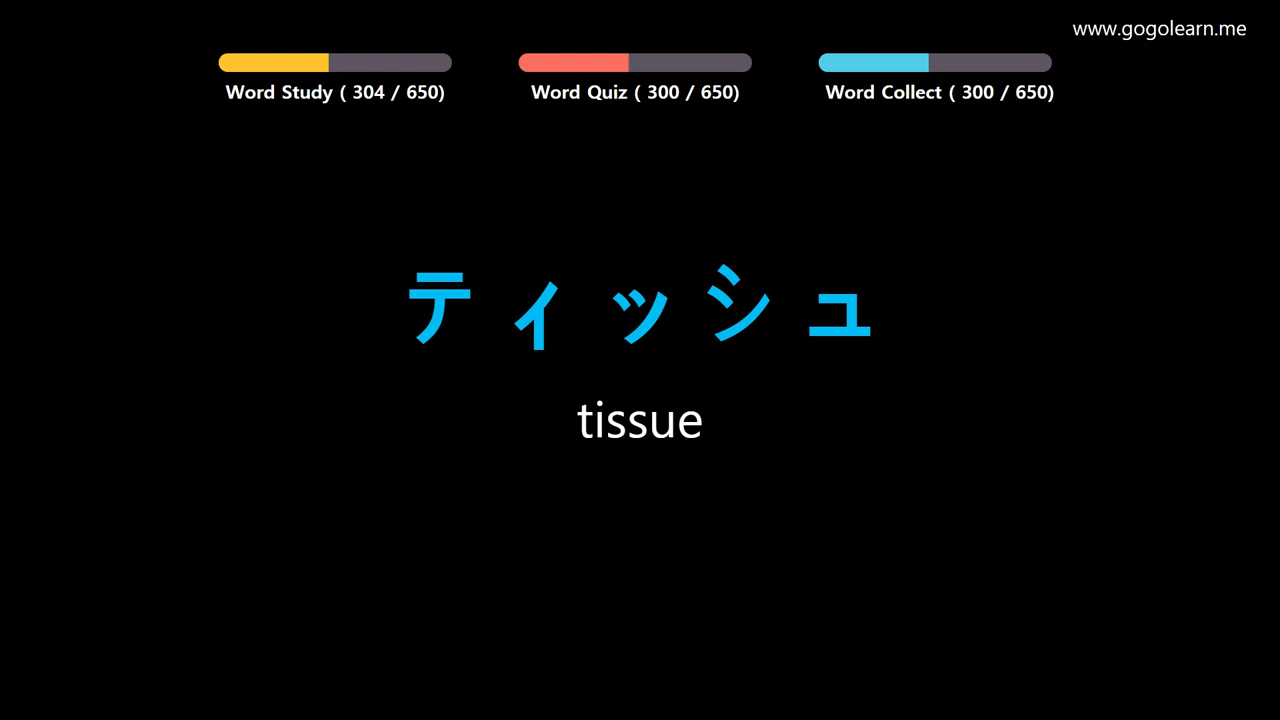 www.gogolearn.me
Word Study ( 304 / 650)
Word Quiz ( 300 / 650)
Word Collect ( 300 / 650)
ティッシュ
tissue